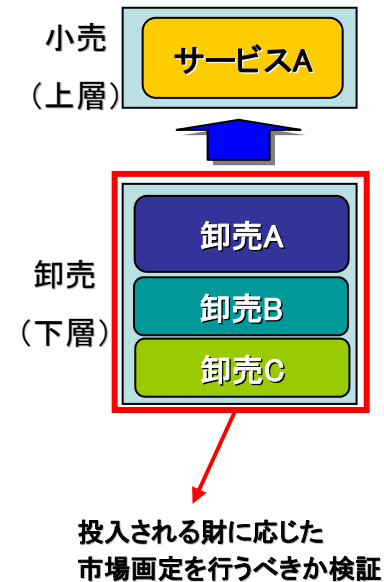 小売
（上層）
サービスA
卸売
（下層）
卸売A
卸売B
卸売C
投入される財に応じた
市場画定を行うべきか検証